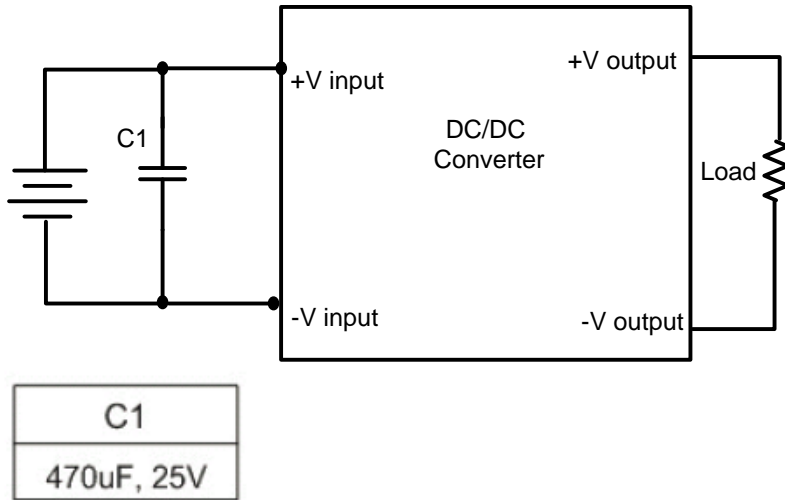 +V input
+V output
C1
DC/DC
Converter
Load
-V input
-V output
C1
470uF, 25V